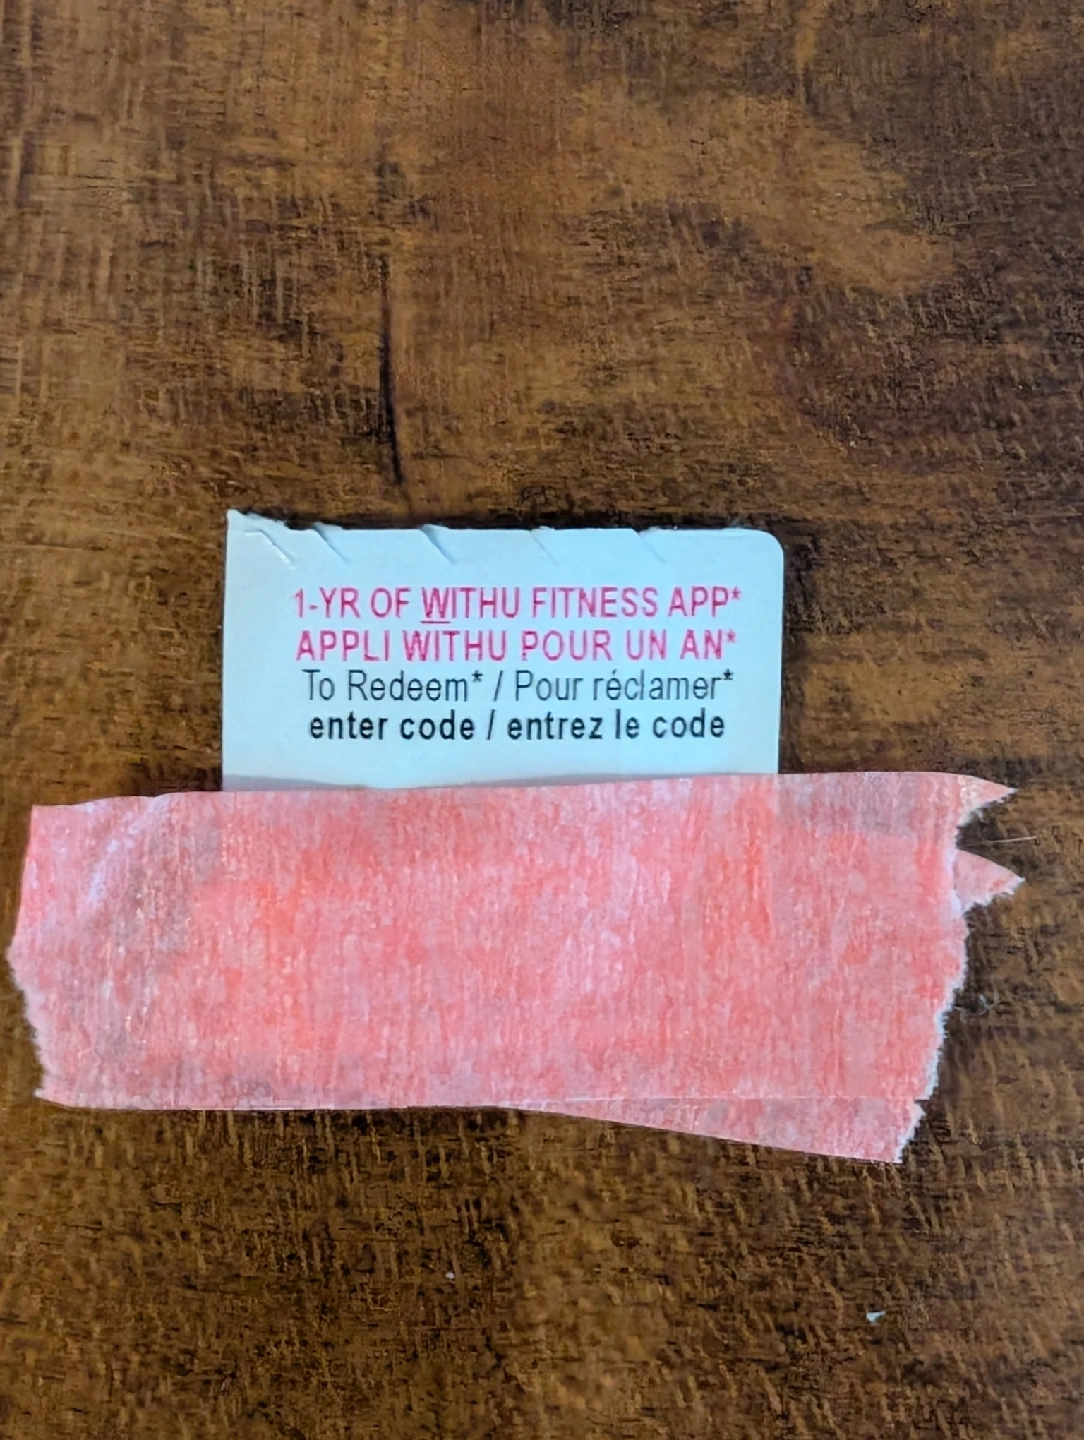 1-YR OF WITHU FITNESS APP*
APPLI WITHU POUR UN AN*
To Redeem* / Pour réclamer*
enter code / entrez le code